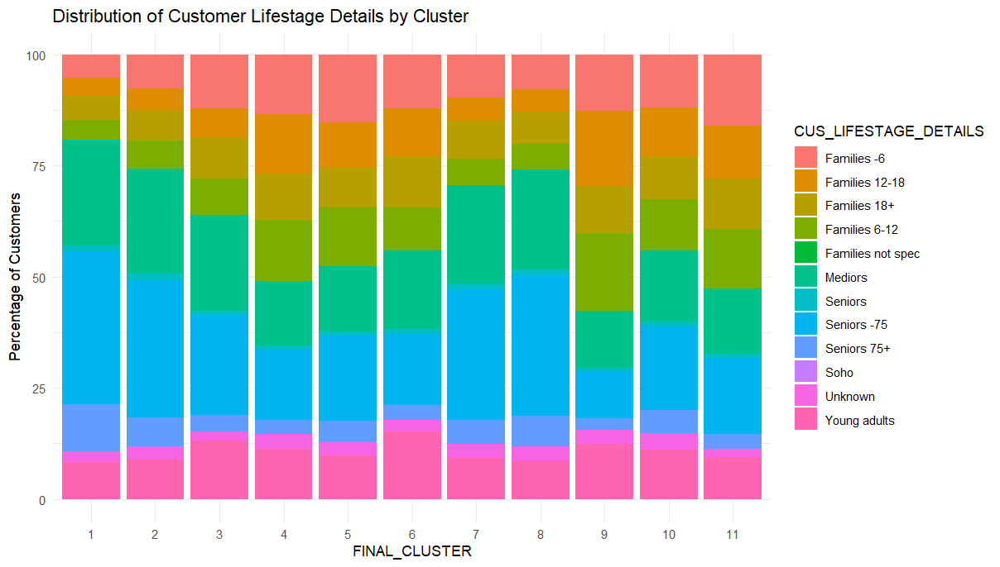 Distribution of Customer Lifestage Details by Cluster
Percentage of Customers
100
75
50
25
0
1 2 3 4 5 6 7 8 9 10 11
FINAL_CLUSTER
CUS_LIFESTAGE_DETAILS
Families -6
Families 12-18
Families 18+
Families 6-12
Families not spec
Mediors
Seniors
Seniors -75
Seniors 75+
Soho
Unknown
Young adults